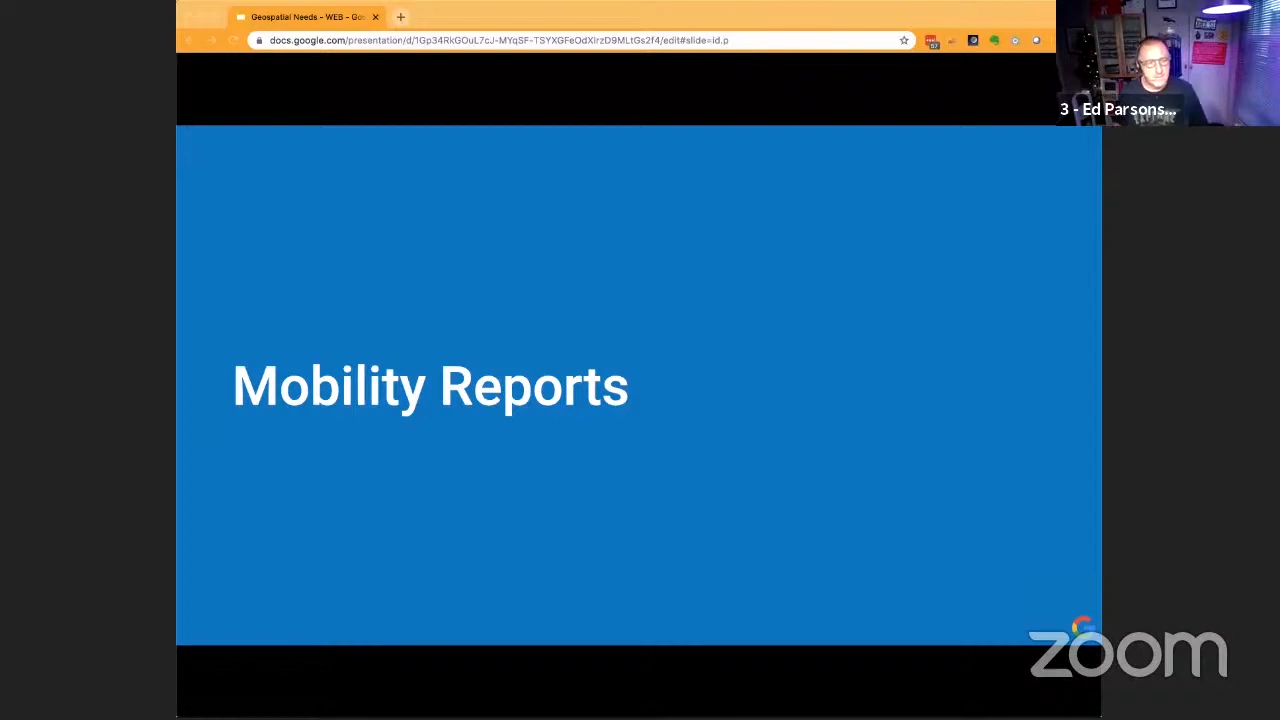 Geospatial Needs - WEB - Go
docs.google.com/presentation/d/1Gp34RkGOuL7cJ-MYqSF-TSYXGFeOdXlrzD9MLtGs2f4/edit#slide=id.p
57
3 - Ed Parsons...
Mobility Reports
zoom